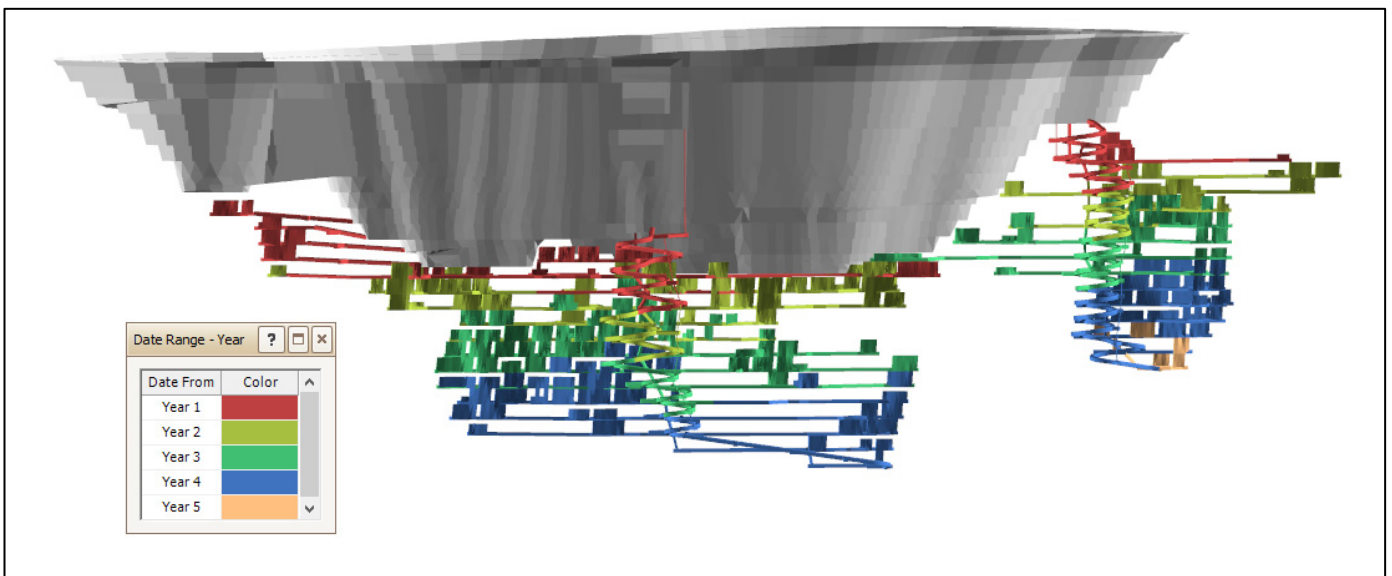 Date Range - Year ?
Date From Color
Year 1
Year 2
Year 3
Year 4
Year 5